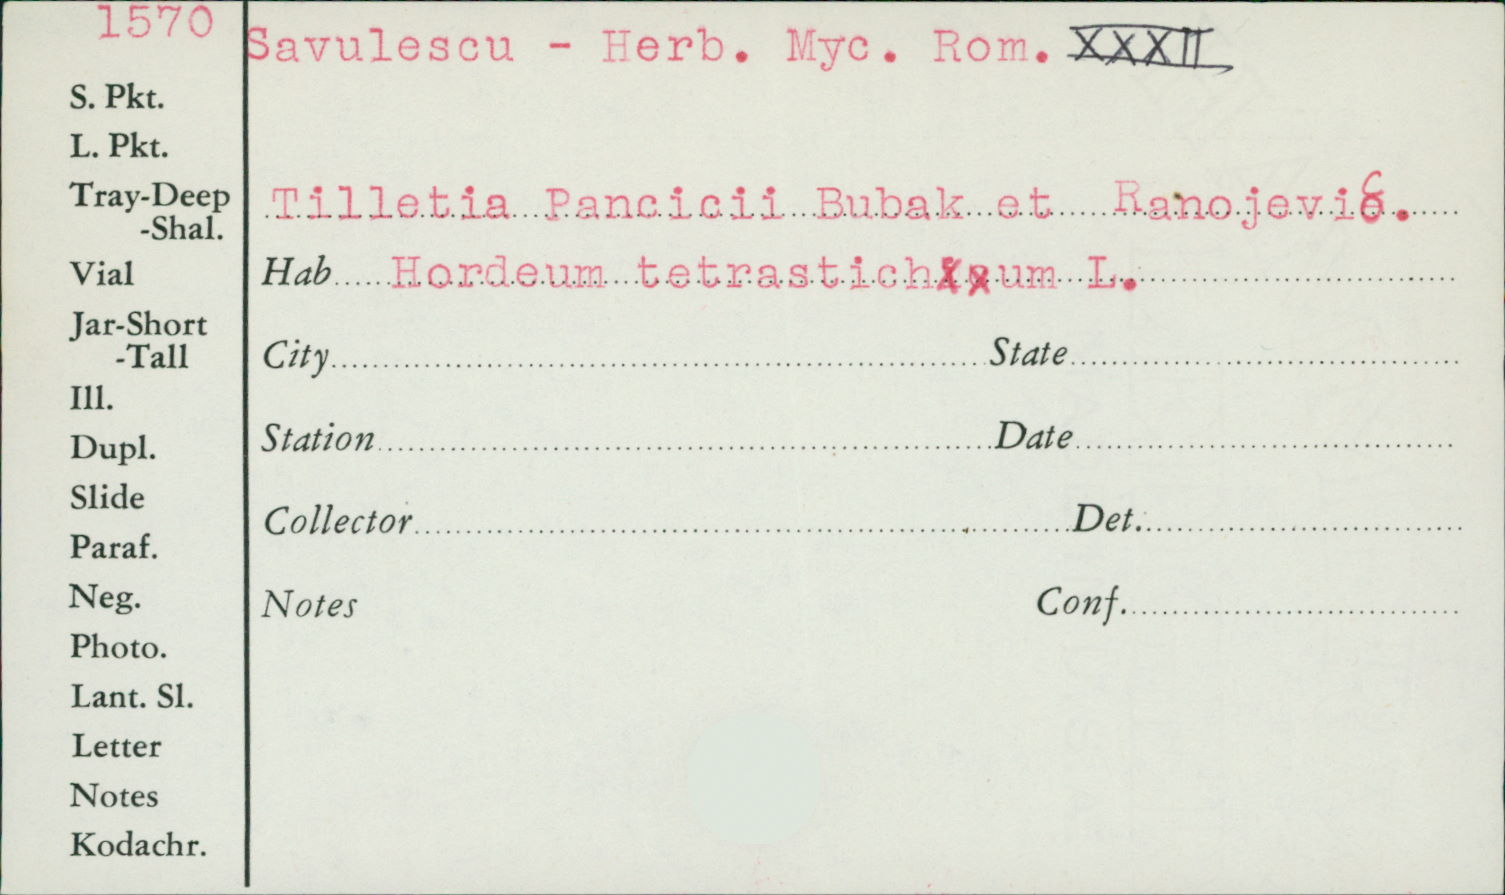 1570
Savulescu - Herb. Myc. Rom. XXXII
S. Pkt.
L. Pkt.
Tray-Deep
-Shal.
Tilletia Pancicii Bubak et Ranojević.
Vial
Hab Hordeum tetrastichum L.
Jar-Short
-Tall
City State
Ill.
Dupl.
Station Date
Slide
Collector Det.
Paraf.
Neg.
Notes Conf.
Photo.
Lant. Sl.
Letter
Notes
Kodachr.